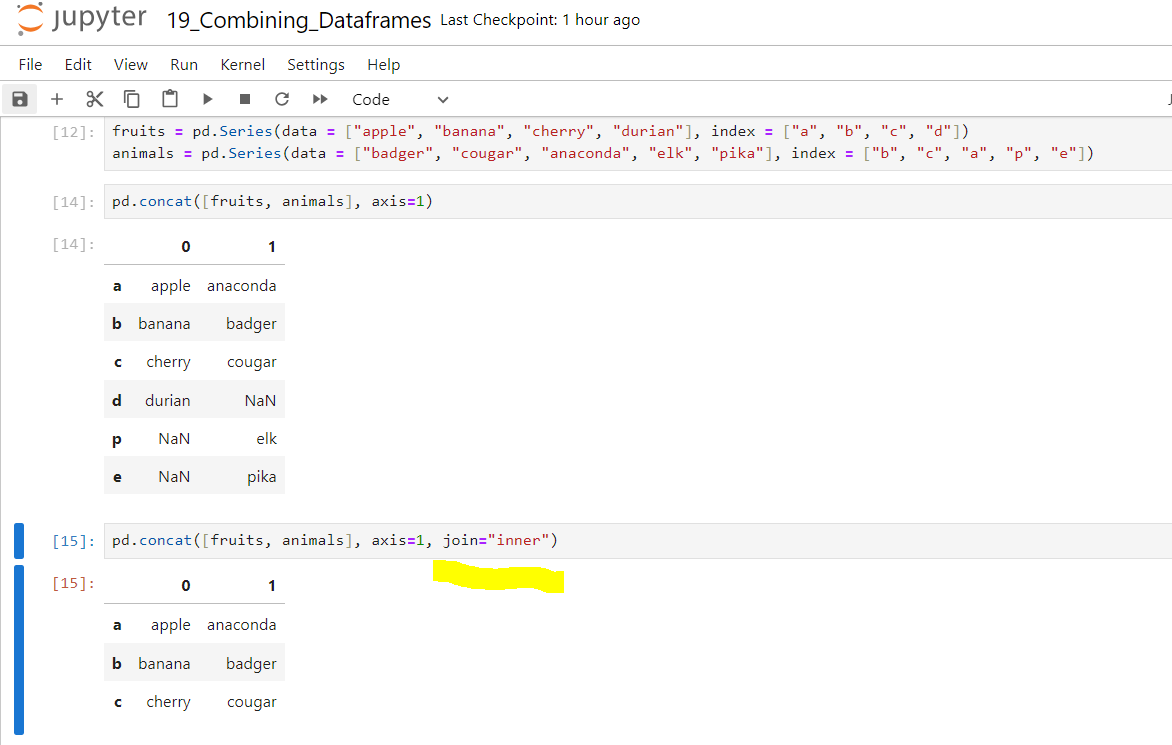 jupyter 19_Combining_Dataframes Last Checkpoint: 1 hour ago
File Edit View Run Kernel Settings Help
Code
[12]: fruits = pd.Series(data = ["apple", "banana", "cherry", "durian"], index = ["a", "b", "c", "d"])
animals = pd.Series(data = ["badger", "cougar", "anaconda", "elk", "pika"], index = ["b", "c", "a", "p", "e"])
[14]: pd.concat([fruits, animals], axis=1)
[14]: 0 1
a apple anaconda
b banana badger
c cherry cougar
d durian NaN
p NaN elk
e NaN pika
[15]: pd.concat([fruits, animals], axis=1, join="inner")
[15]: 0 1
a apple anaconda
b banana badger
c cherry cougar